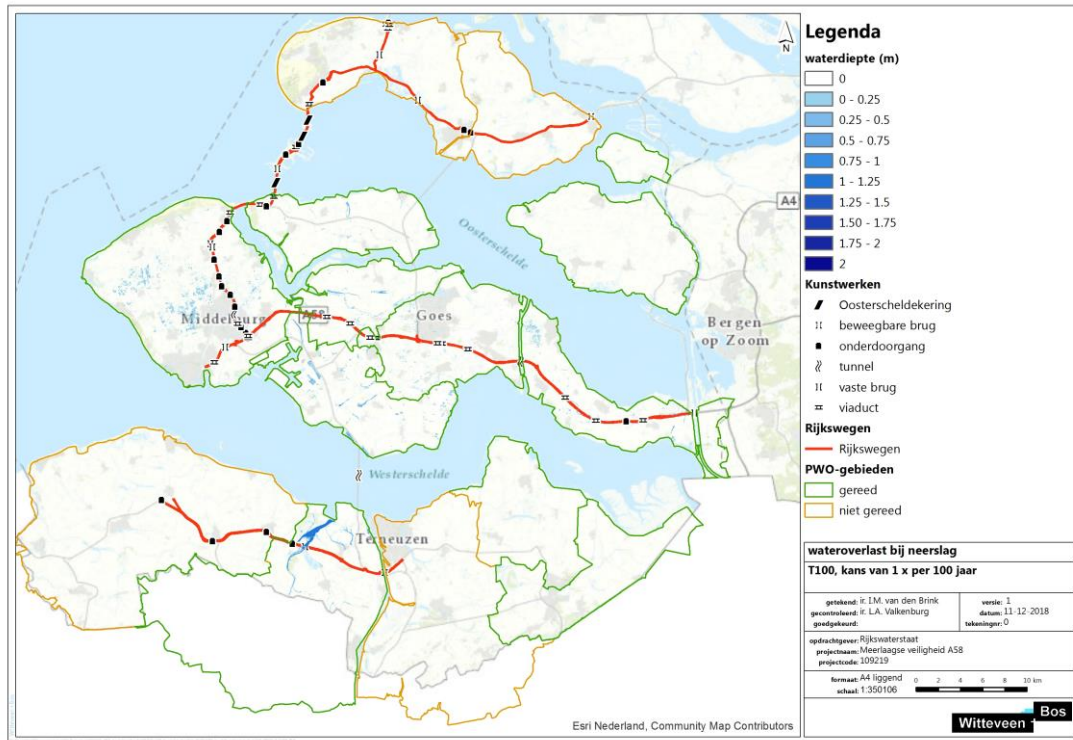 N
A4
Oosterschelde
Middelburg
A58
Goes
Bergen
op Zoom
Westerschelde
Terneuzen
Esri Nederland, Community Map Contributors
Legenda
waterdiepte (m)
0
0 - 0.25
0.25 - 0.5
0.5 - 0.75
0.75 - 1
1 - 1.25
1.25 - 1.5
1.50 - 1.75
1.75 - 2
2
Kunstwerken
Oosterscheldekering
beweegbare brug
onderdoorgang
tunnel
vaste brug
viaduct
Rijkswegen
Rijkswegen
PWO-gebieden
gereed
niet gereed
wateroverlast bij neerslag
T100, kans van 1 x per 100 jaar
getekend: ir. I.M. van den Brink
gecontroleerd: ir. L.A. Valkenburg
goedgekeurd:
versie: 1
datum: 11-12-2018
tekeningnr: 0
opdrachtgever: Rijkswaterstaat
projectnaam: Meerlaagse veiligheid A58
projectcode: 109219
formaat: A4 liggend
schaal: 1:350106
0 2 4 6 8 10 km
Witteveen + Bos